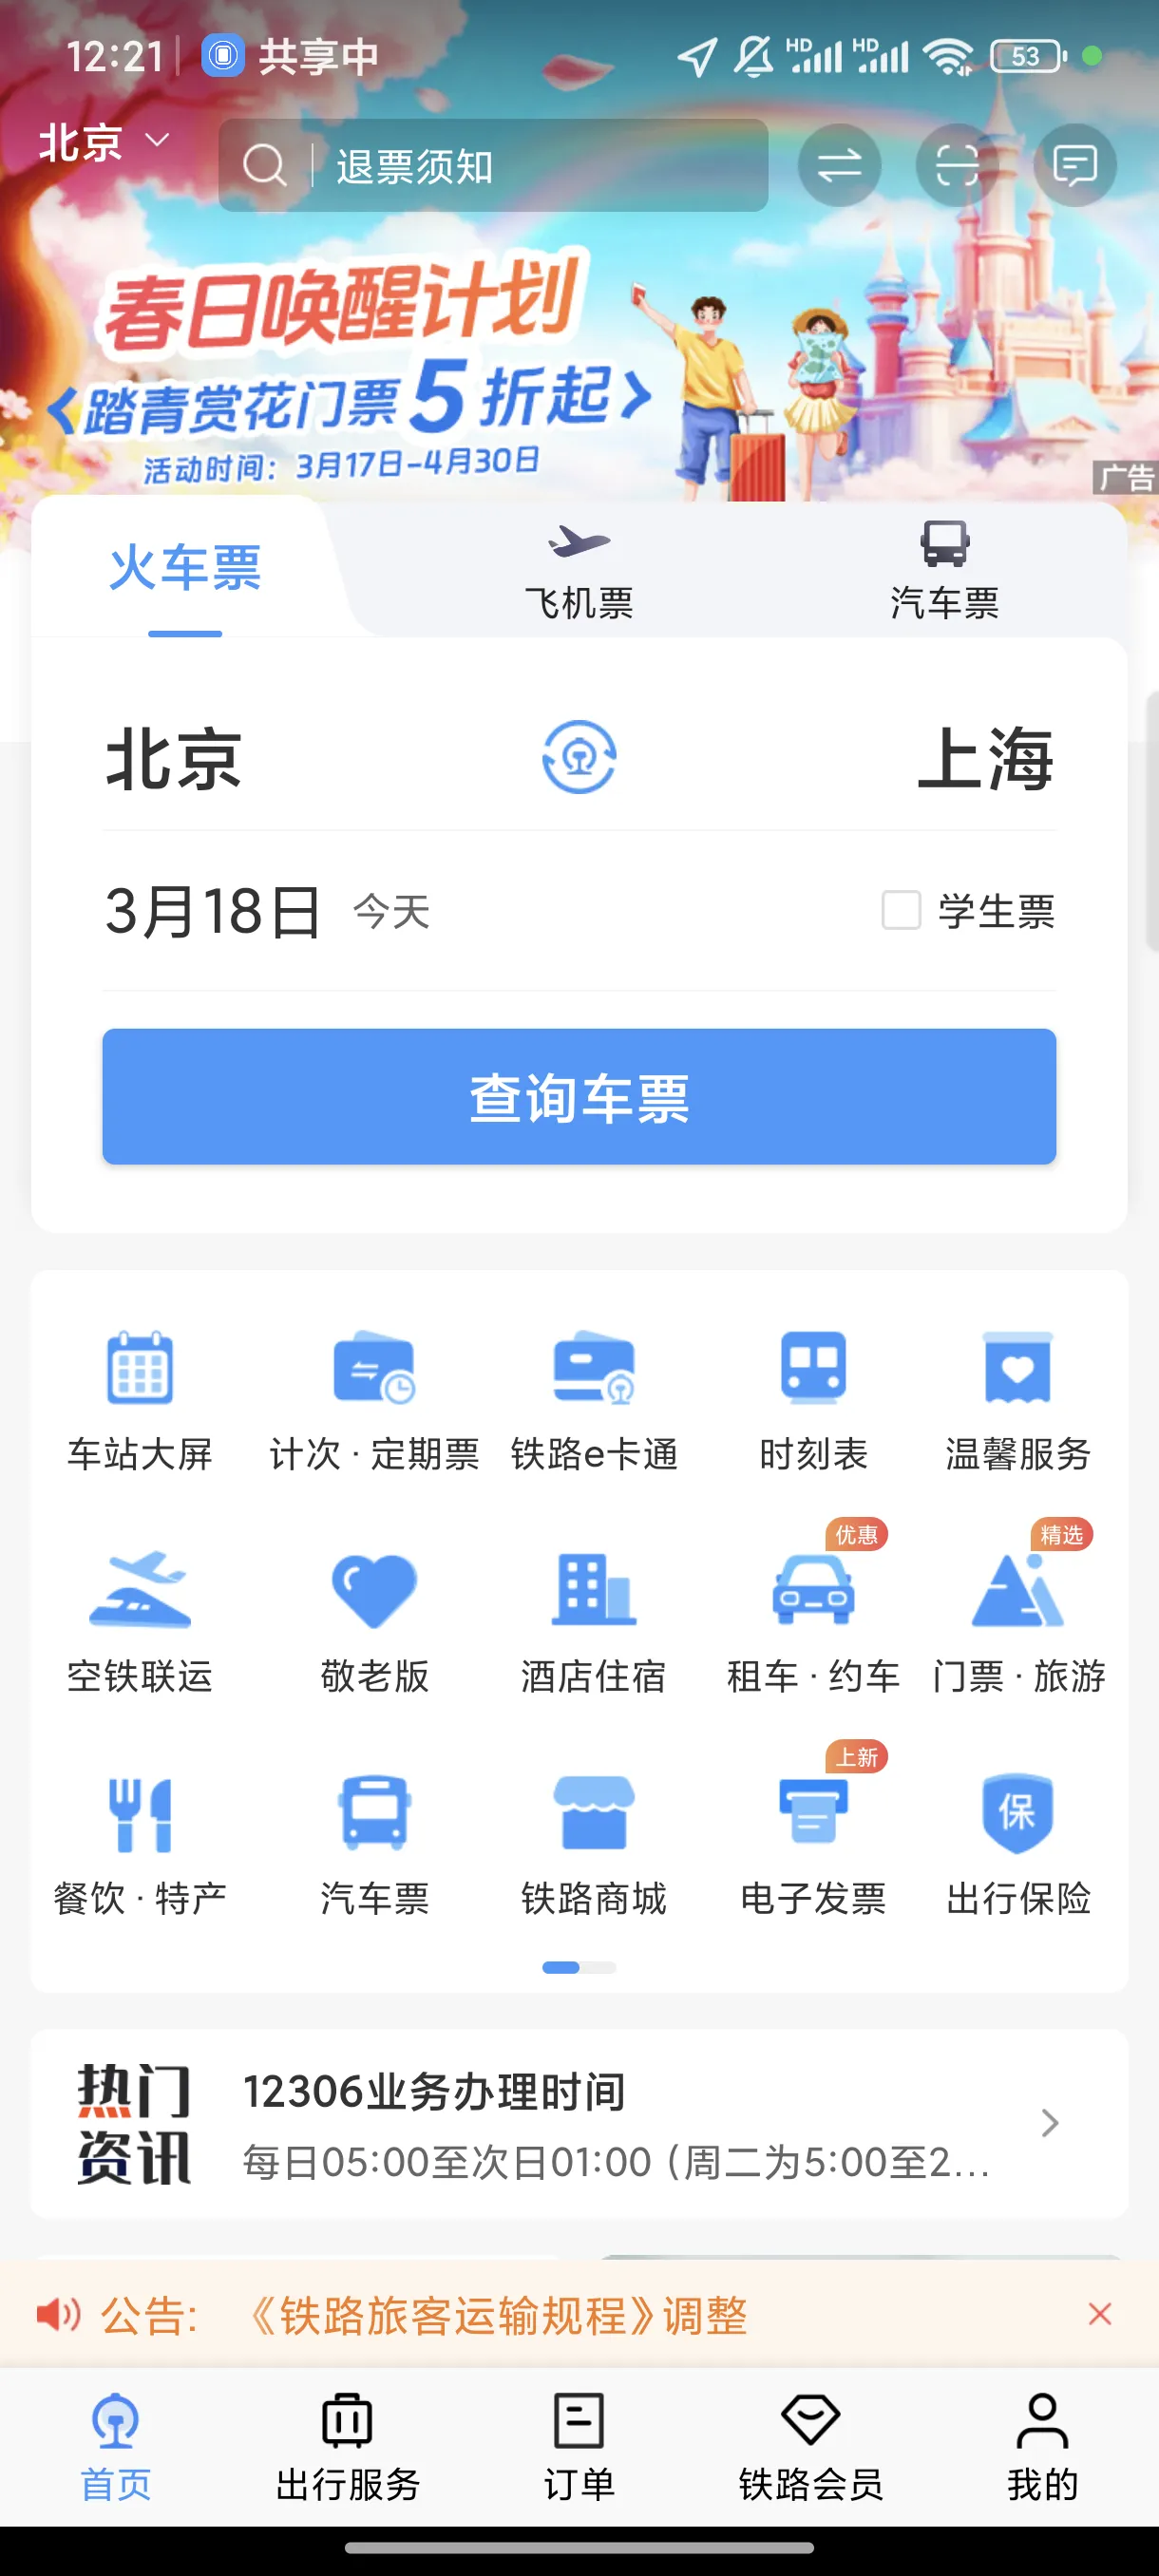 12:21 共享中 HD HD 53
北京 退票须知
春日唤醒计划
踏青赏花门票5折起
活动时间：3月17日-4月30日
广告
火车票 飞机票 汽车票
北京 上海
3月18日 今天 学生票
查询车票
车站大屏 计次·定期票 铁路e卡通 时刻表 温馨服务
优惠 精选
空铁联运 敬老版 酒店住宿 租车·约车 门票·旅游
上新
保
餐饮·特产 汽车票 铁路商城 电子发票 出行保险
热门资讯
12306业务办理时间
每日05:00至次日01:00（周二为5:00至2...
公告： 《铁路旅客运输规程》调整
首页 出行服务 订单 铁路会员 我的